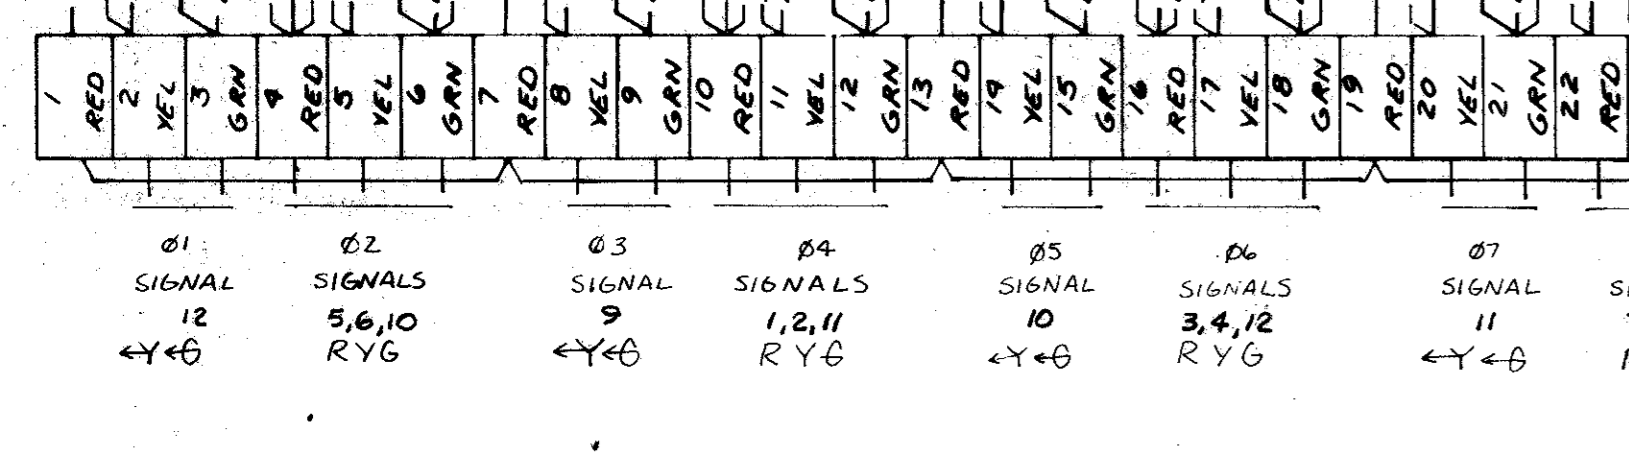 1 RED 2 YEL 3 GRN 4 RED 5 YEL 6 GRN 7 RED 8 YEL 9 GRN 10 RED 11 YEL 12 GRN 13 RED 14 YEL 15 GRN 16 RED 17 YEL 18 GRN 19 RED 20 YEL 21 GRN 22 RED
Ø1 Ø2 Ø3 Ø4 Ø5 Ø6 Ø7
SIGNAL SIGNALS SIGNAL SIGNALS SIGNAL SIGNALS SIGNAL
12 5,6,10 9 1,2,11 10 3,4,12 11
←Y←G RYG ←Y←G RYG ←Y←G RYG ←Y←G